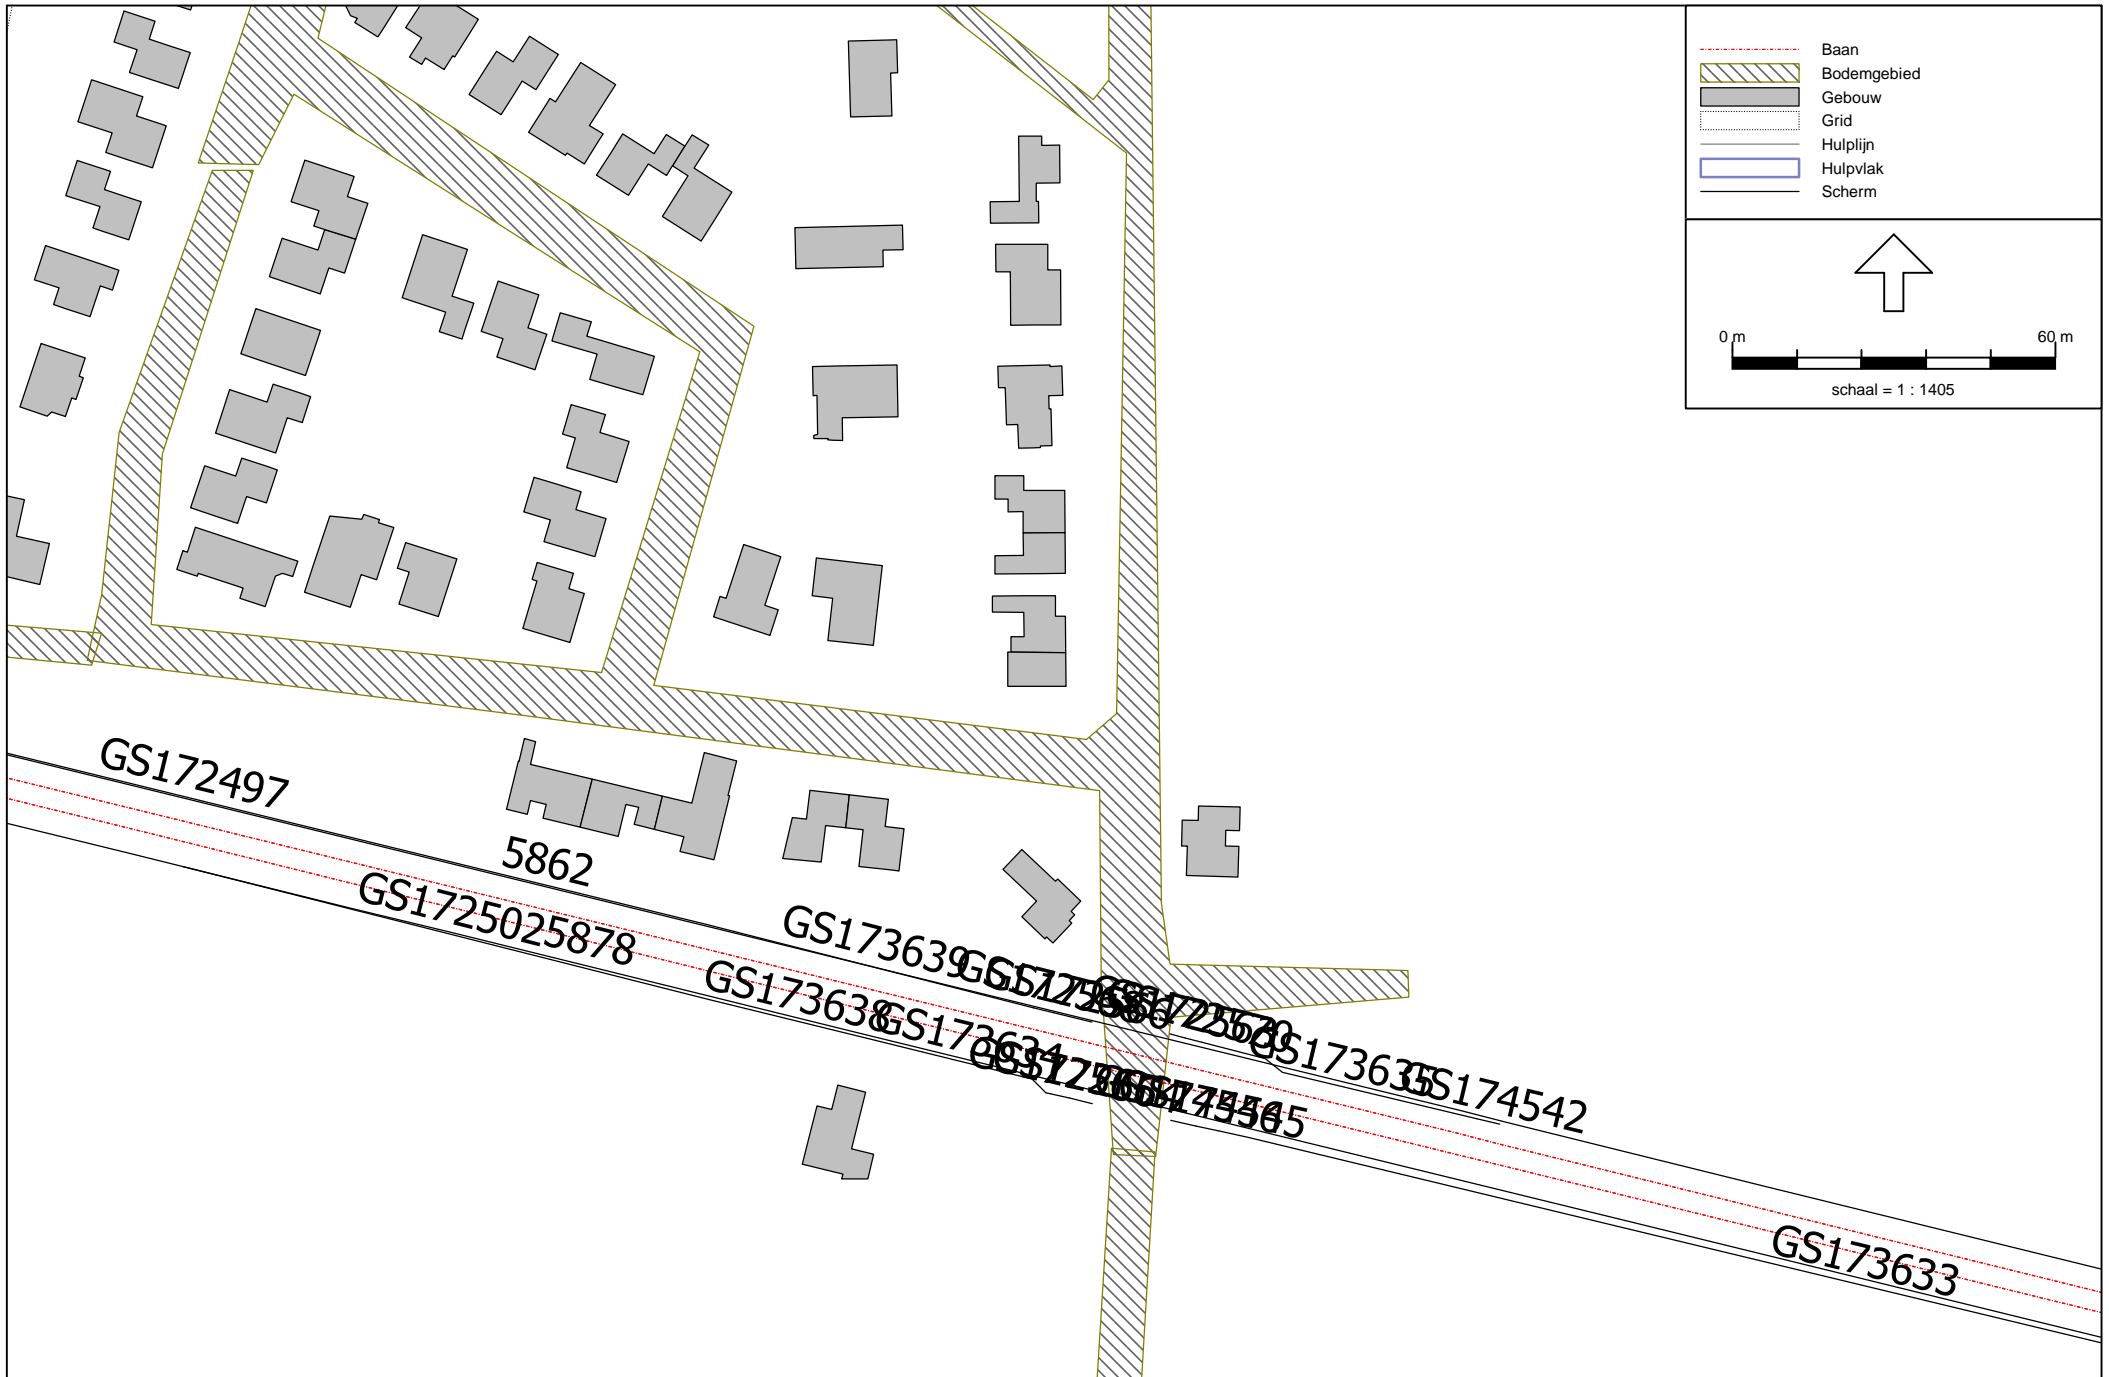 Baan
Bodemgebied
Gebouw
Grid
Hulplijn
Hulpvlak
Scherm
0 m
60 m
schaal = 1 : 1405
GS172497
5862
GS1725025878
GS173639
GS173638
GS173634
GS173635
GS174542
GS173633